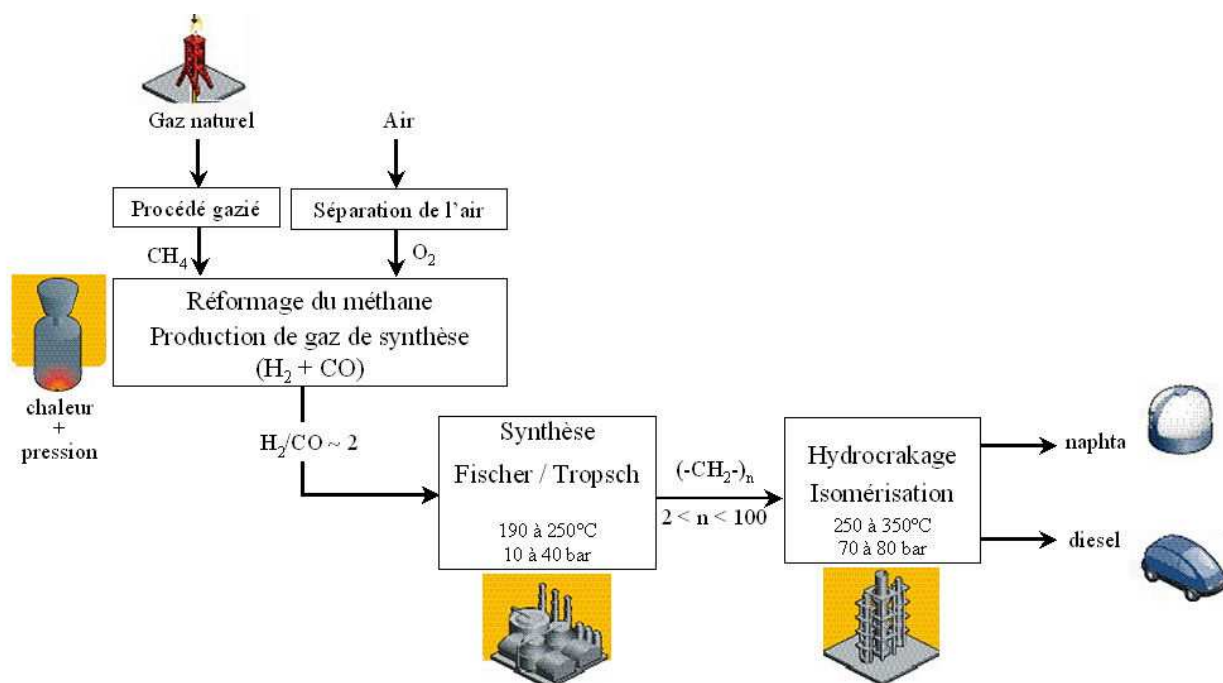 Gaz naturel
Air
Procédé gazié
Séparation de l'air
CH₄
O₂
Réformage du méthane
Production de gaz de synthèse
(H₂ + CO)
chaleur
+
pression
H₂/CO ~ 2
Synthèse
Fischer / Tropsch
190 à 250°C
10 à 40 bar
(-CH₂-)ₙ
2 < n < 100
Hydrocrakage
Isomérisation
250 à 350°C
70 à 80 bar
naphta
diesel